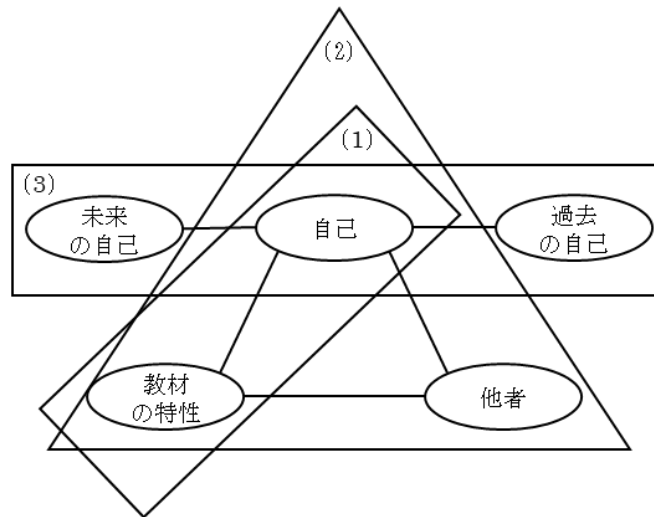 (2)
(1)
(3)
未来
の自己
自己
過去
の自己
教材
の特性
他者